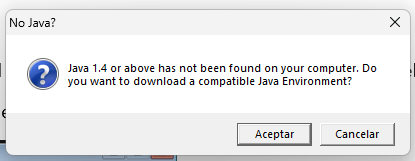 No Java?
Java 1.4 or above has not been found on your computer. Do
you want to download a compatible Java Environment?
Aceptar
Cancelar